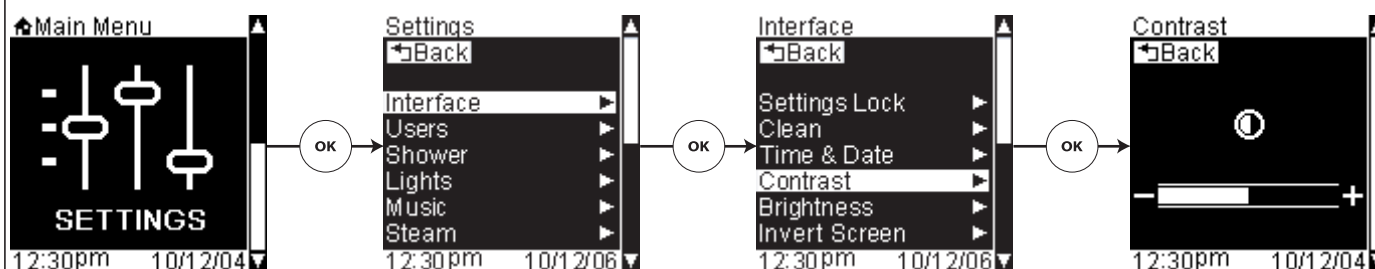 Main Menu
SETTINGS
12:30pm 10/12/04
OK
Settings
Back
Interface
Users
Shower
Lights
Music
Steam
12:30pm 10/12/06
OK
Interface
Back
Settings Lock
Clean
Time & Date
Contrast
Brightness
Invert Screen
12:30pm 10/12/06
OK
Contrast
Back
− +
12:30pm 10/12/04